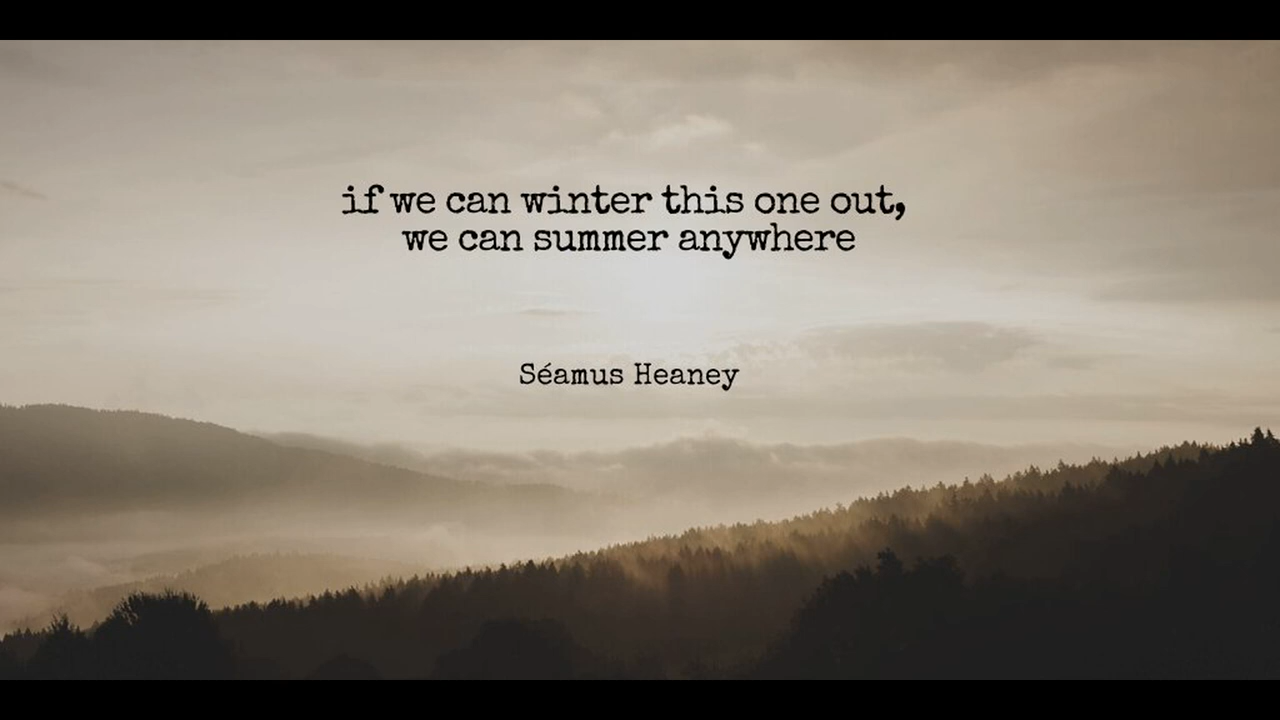 if we can winter this one out,
we can summer anywhere
Séamus Heaney